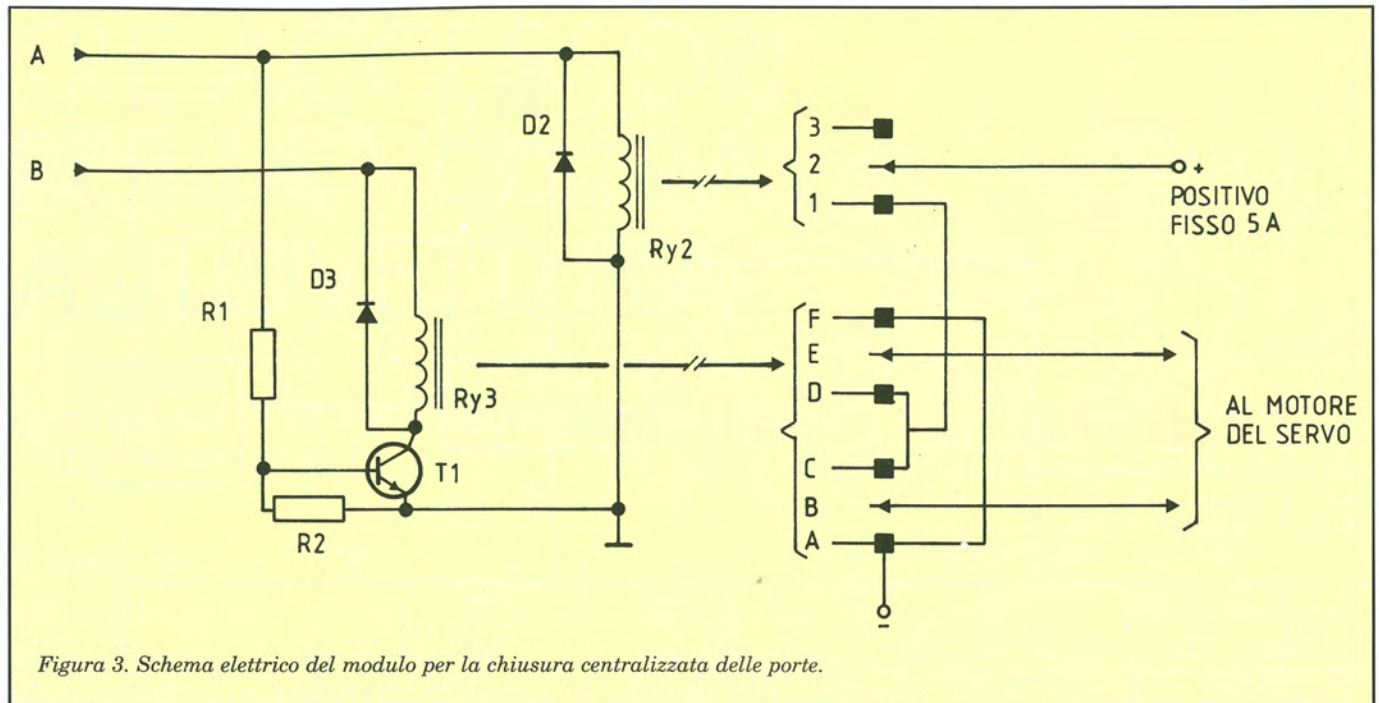 A
B
R1
R2
D3
Ry3
T1
D2
Ry2
3
2
1
+
POSITIVO
FISSO 5 A
F
E
D
C
B
A
-
AL MOTORE
DEL SERVO
Figura 3. Schema elettrico del modulo per la chiusura centralizzata delle porte.